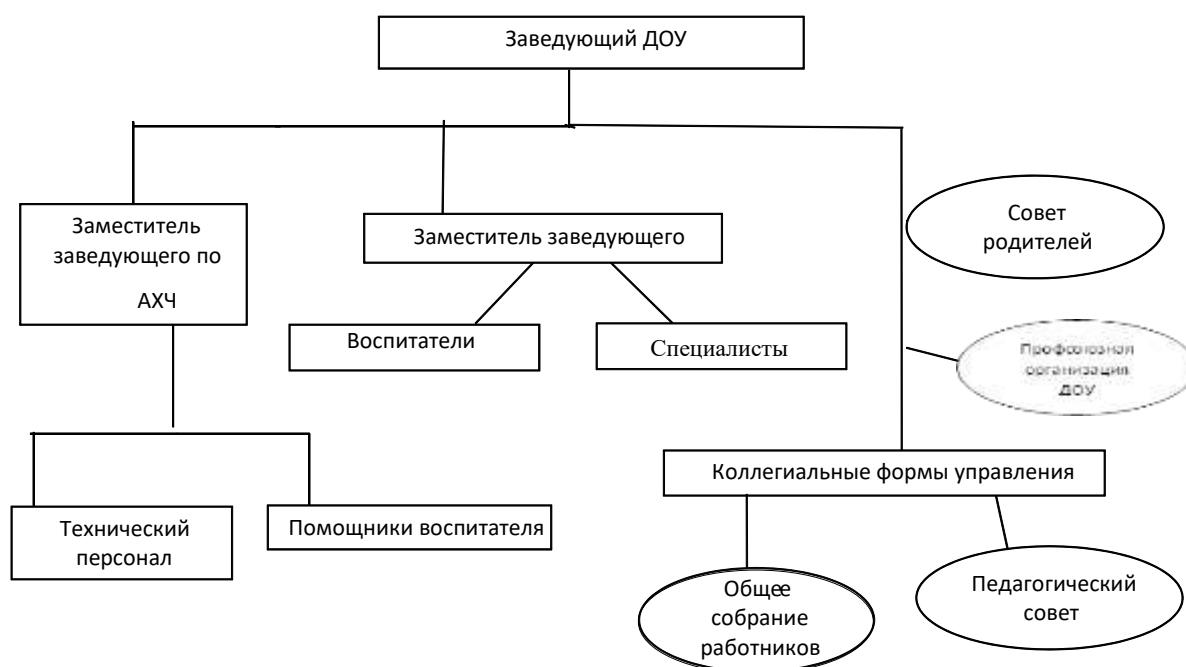 Заведующий ДОУ
Заместитель
заведующего по
АХЧ
Заместитель заведующего
Совет
родителей
Воспитатели
Специалисты
Профсоюзная
организация
ДОУ
Коллегиальные формы управления
Технический
персонал
Помощники воспитателя
Общее
собрание
работников
Педагогический
совет